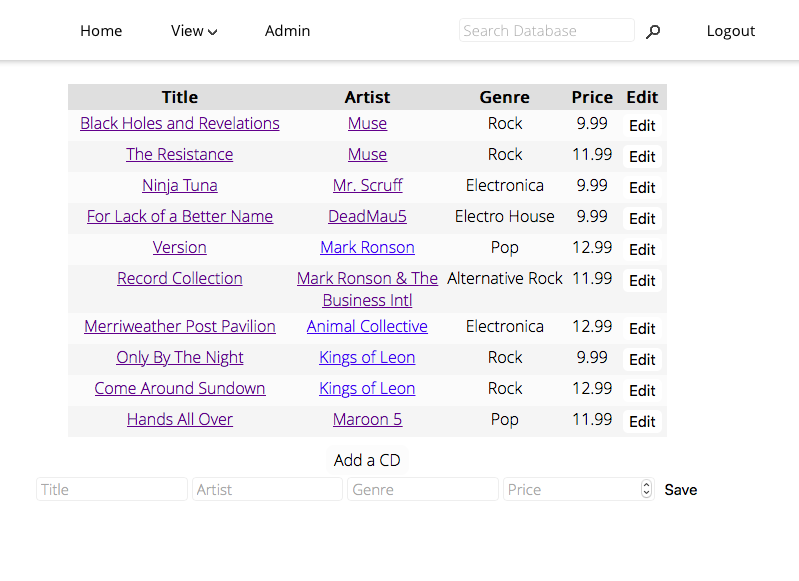 Home View Admin Search Database Logout
Title Artist Genre Price Edit
Black Holes and Revelations Muse Rock 9.99 Edit
The Resistance Muse Rock 11.99 Edit
Ninja Tuna Mr. Scruff Electronica 9.99 Edit
For Lack of a Better Name DeadMau5 Electro House 9.99 Edit
Version Mark Ronson Pop 12.99 Edit
Record Collection Mark Ronson & The Alternative Rock 11.99 Edit
Business Intl
Merriweather Post Pavilion Animal Collective Electronica 12.99 Edit
Only By The Night Kings of Leon Rock 9.99 Edit
Come Around Sundown Kings of Leon Rock 12.99 Edit
Hands All Over Maroon 5 Pop 11.99 Edit
Add a CD
Title Artist Genre Price Save